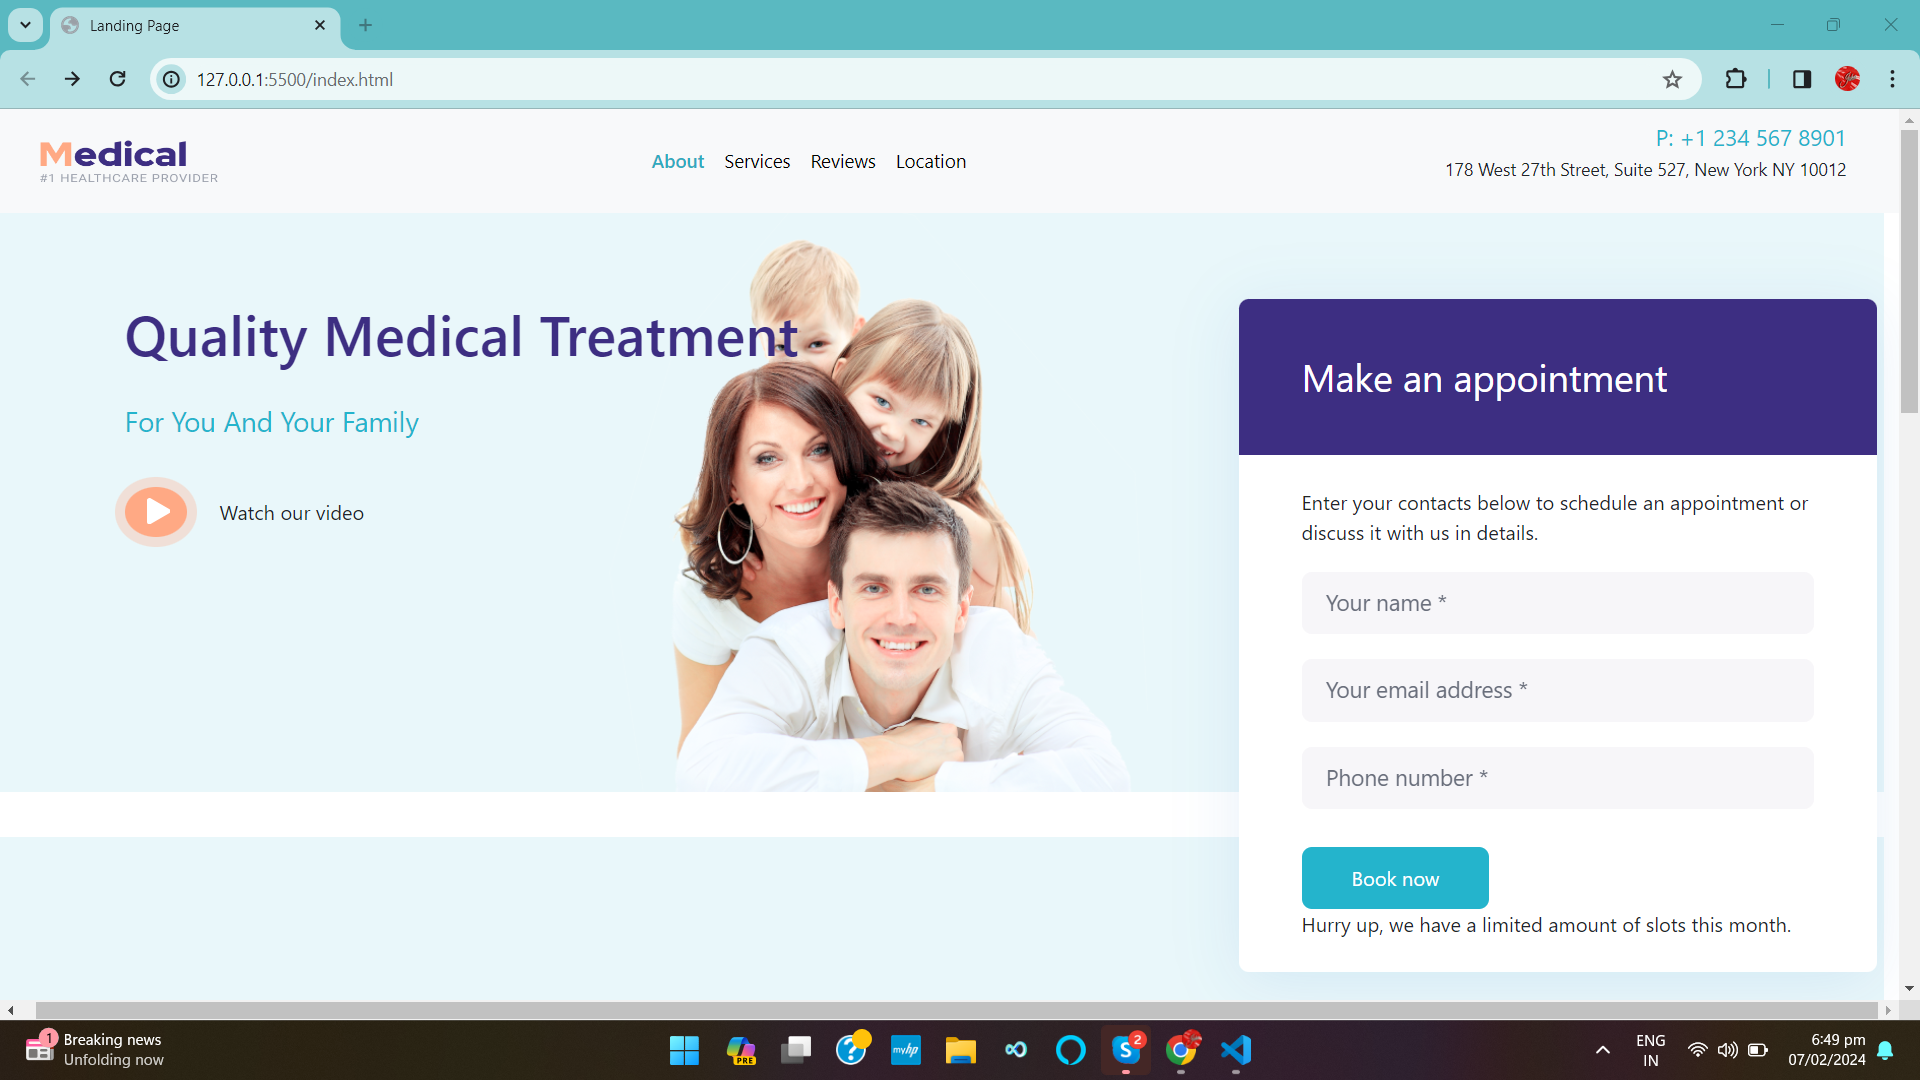 Landing Page
127.0.0.1:5500/index.html
Medical
#1 HEALTHCARE PROVIDER
About
Services
Reviews
Location
P: +1 234 567 8901
178 West 27th Street, Suite 527, New York NY 10012
Quality Medical Treatment
For You And Your Family
Watch our video
Make an appointment
Enter your contacts below to schedule an appointment or
discuss it with us in details.
Your name *
Your email address *
Phone number *
Book now
Hurry up, we have a limited amount of slots this month.
1
Breaking news
Unfolding now
PRE
?
myhp
S
2
ENG
IN
6:49 pm
07/02/2024